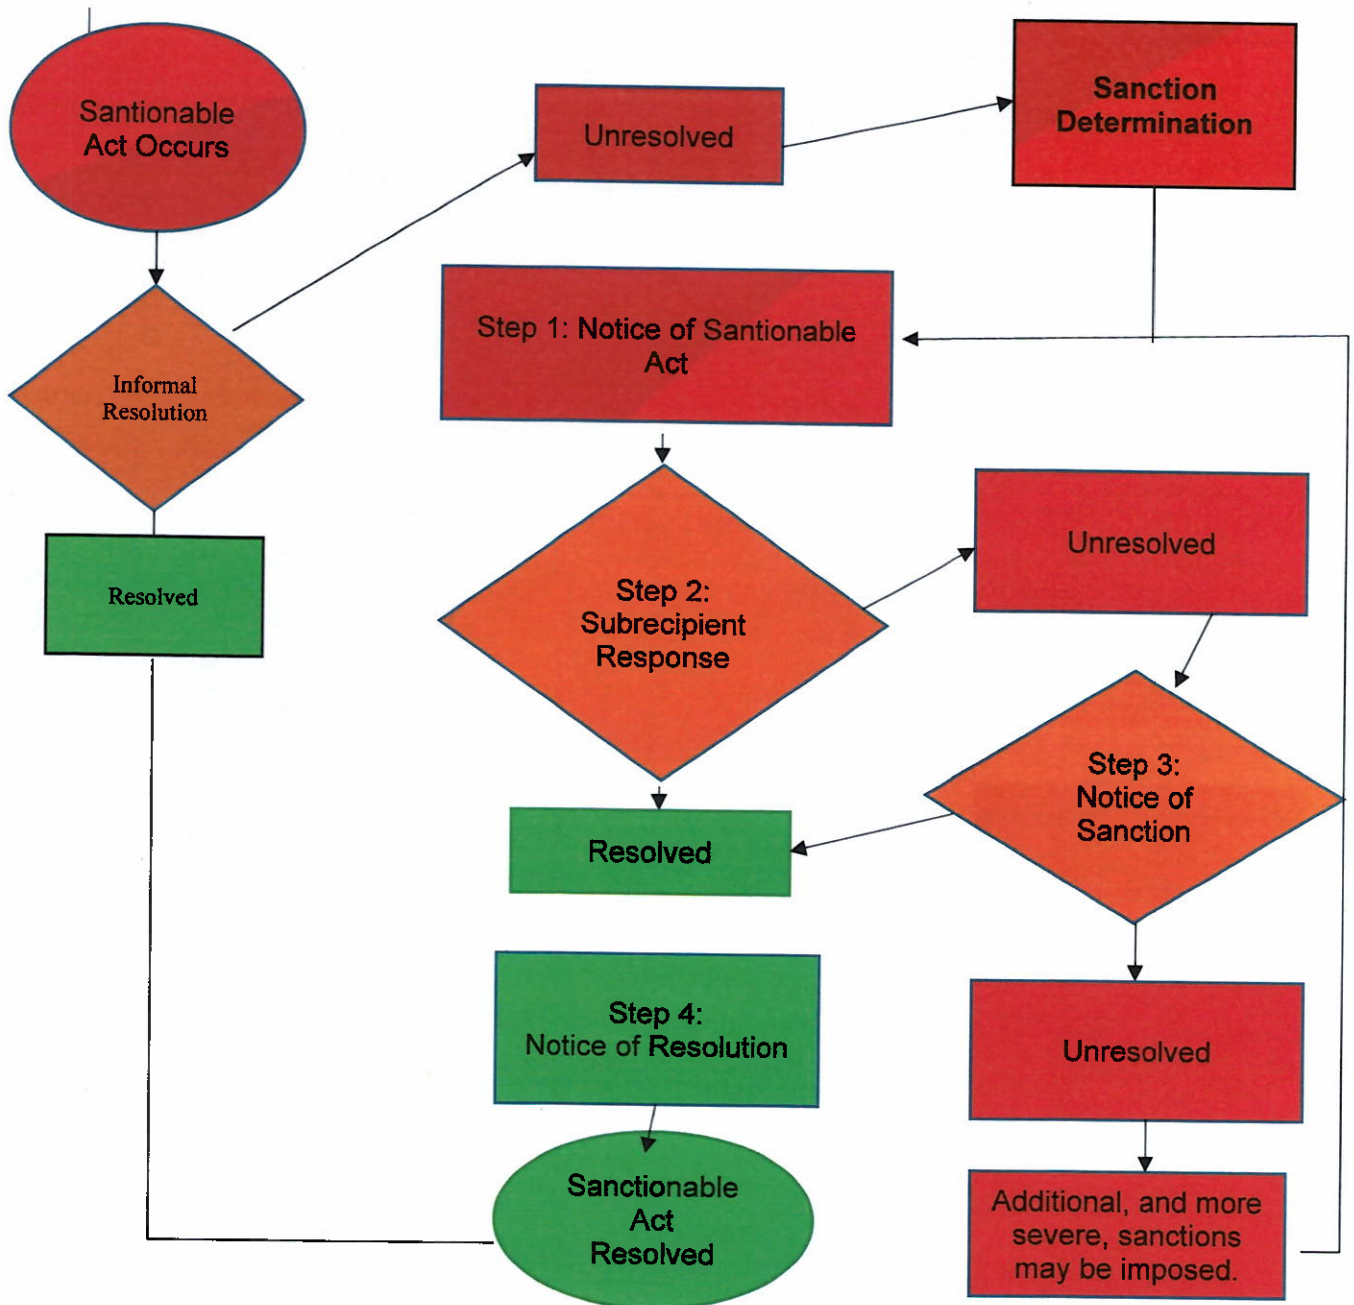 Santionable
Act Occurs
Unresolved
Sanction
Determination
Informal
Resolution
Resolved
Step 1: Notice of Santionable
Act
Step 2:
Subrecipient
Response
Unresolved
Step 3:
Notice of
Sanction
Resolved
Step 4:
Notice of Resolution
Unresolved
Sanctionable
Act
Resolved
Additional, and more
severe, sanctions
may be imposed.